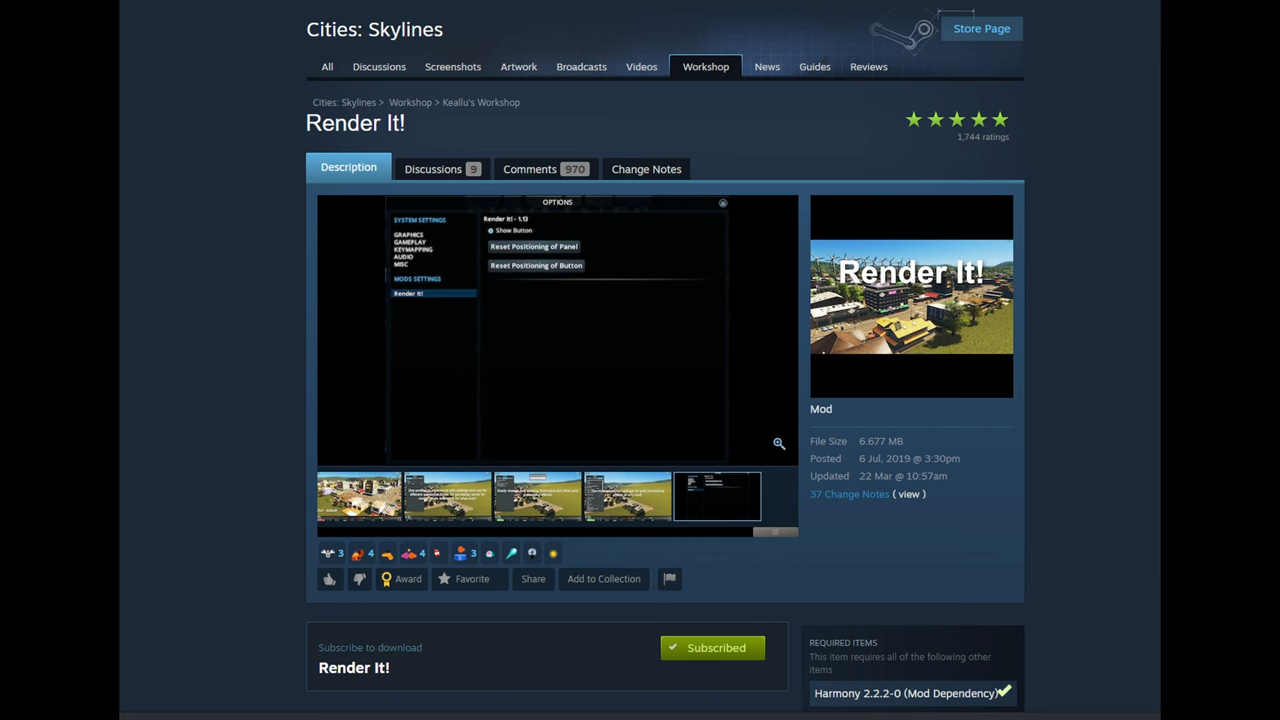 Cities: Skylines
Store Page
All Discussions Screenshots Artwork Broadcasts Videos Workshop News Guides Reviews
Cities: Skylines > Workshop > Keallu's Workshop
Render It!
1,744 ratings
Description Discussions 9 Comments 970 Change Notes
OPTIONS
SYSTEM SETTINGS
GRAPHICS
GAMEPLAY
KEYMAPPING
AUDIO
MISC
MODS SETTINGS
Render It!
Render It! - 1.13
Show Button
Reset Positioning of Panel
Reset Positioning of Button
Render It!
Mod
File Size 6.677 MB
Posted 6 Jul, 2019 @ 3:30pm
Updated 22 Mar @ 10:57am
37 Change Notes ( view )
3 4 4 3
Award Favorite Share Add to Collection
Subscribe to download
Render It!
Subscribed
REQUIRED ITEMS
This item requires all of the following other
items
Harmony 2.2.2-0 (Mod Dependency)